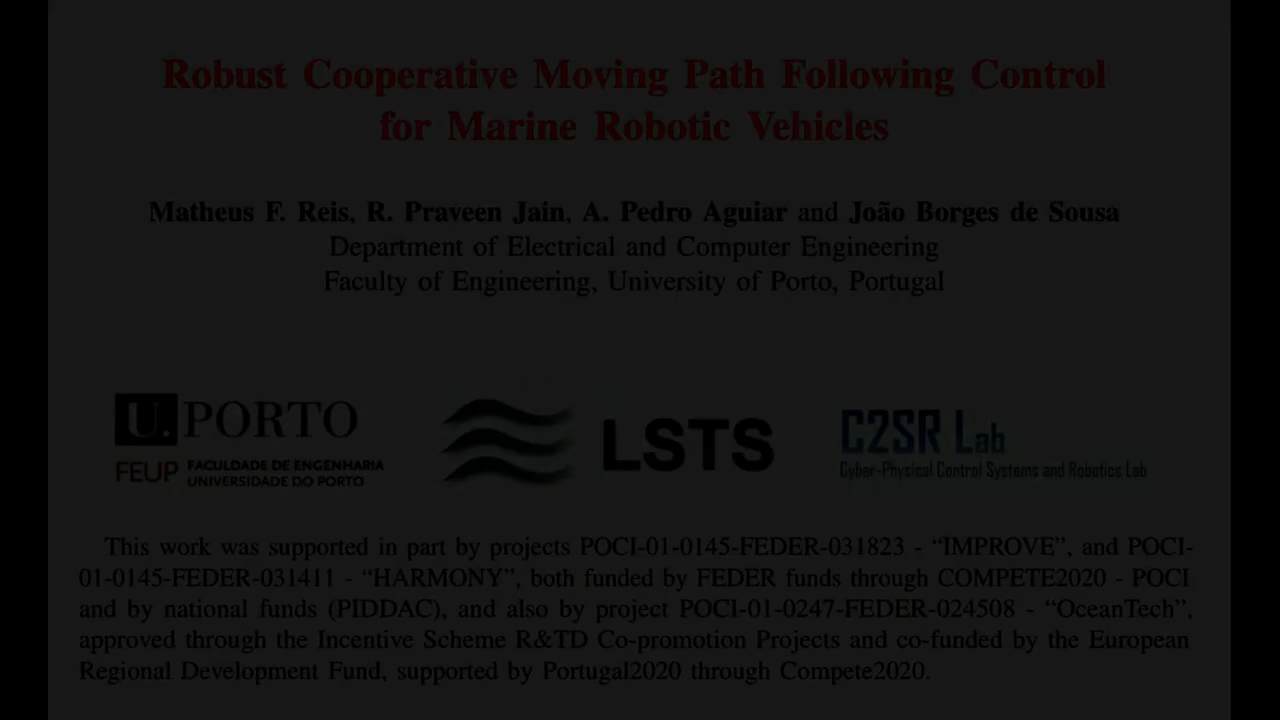 Robust Cooperative Moving Path Following Control
for Marine Robotic Vehicles
Matheus F. Reis, R. Praveen Jain, A. Pedro Aguiar and João Borges de Sousa
Department of Electrical and Computer Engineering
Faculty of Engineering, University of Porto, Portugal
U. PORTO
FEUP FACULDADE DE ENGENHARIA
UNIVERSIDADE DO PORTO
LSTS
C2SR Lab
Cyber-Physical Control Systems and Robotics Lab
This work was supported in part by projects POCI-01-0145-FEDER-031823 - “IMPROVE”, and POCI-
01-0145-FEDER-031411 - “HARMONY”, both funded by FEDER funds through COMPETE2020 - POCI
and by national funds (PIDDAC), and also by project POCI-01-0247-FEDER-024508 - “OceanTech”,
approved through the Incentive Scheme R&TD Co-promotion Projects and co-funded by the European
Regional Development Fund, supported by Portugal2020 through Compete2020.